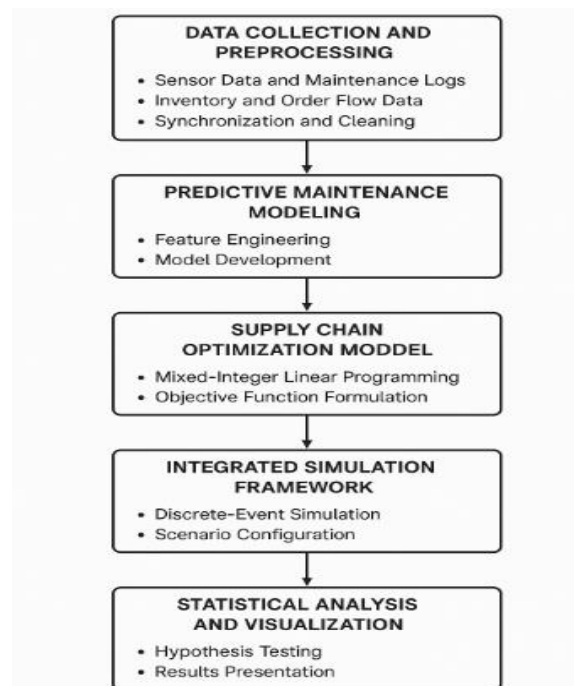 DATA COLLECTION AND
PREPROCESSING
• Sensor Data and Maintenance Logs
• Inventory and Order Flow Data
• Synchronization and Cleaning
PREDICTIVE MAINTENANCE
MODELING
• Feature Engineering
• Model Development
SUPPLY CHAIN
OPTIMIZATION MODDEL
• Mixed-Integer Linear Programming
• Objective Function Formulation
INTEGRATED SIMULATION
FRAMEWORK
• Discrete-Event Simulation
• Scenario Configuration
STATISTICAL ANALYSIS
AND VISUALIZATION
• Hypothesis Testing
• Results Presentation